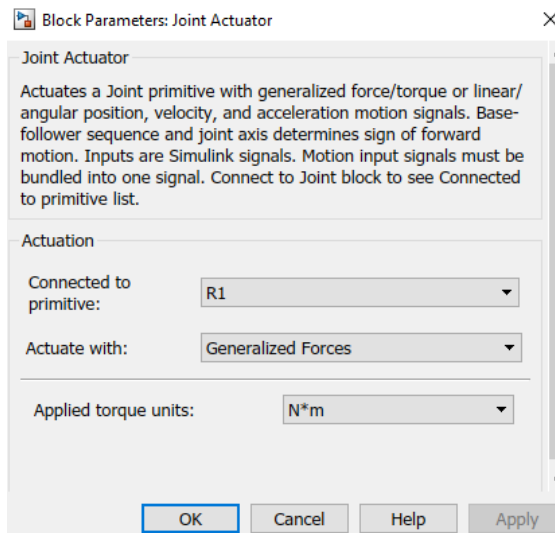 Block Parameters: Joint Actuator
Joint Actuator
Actuates a Joint primitive with generalized force/torque or linear/
angular position, velocity, and acceleration motion signals. Base-
follower sequence and joint axis determines sign of forward
motion. Inputs are Simulink signals. Motion input signals must be
bundled into one signal. Connect to Joint block to see Connected
to primitive list.
Actuation
Connected to
primitive:
R1
Actuate with:
Generalized Forces
Applied torque units:
N*m
OK
Cancel
Help
Apply